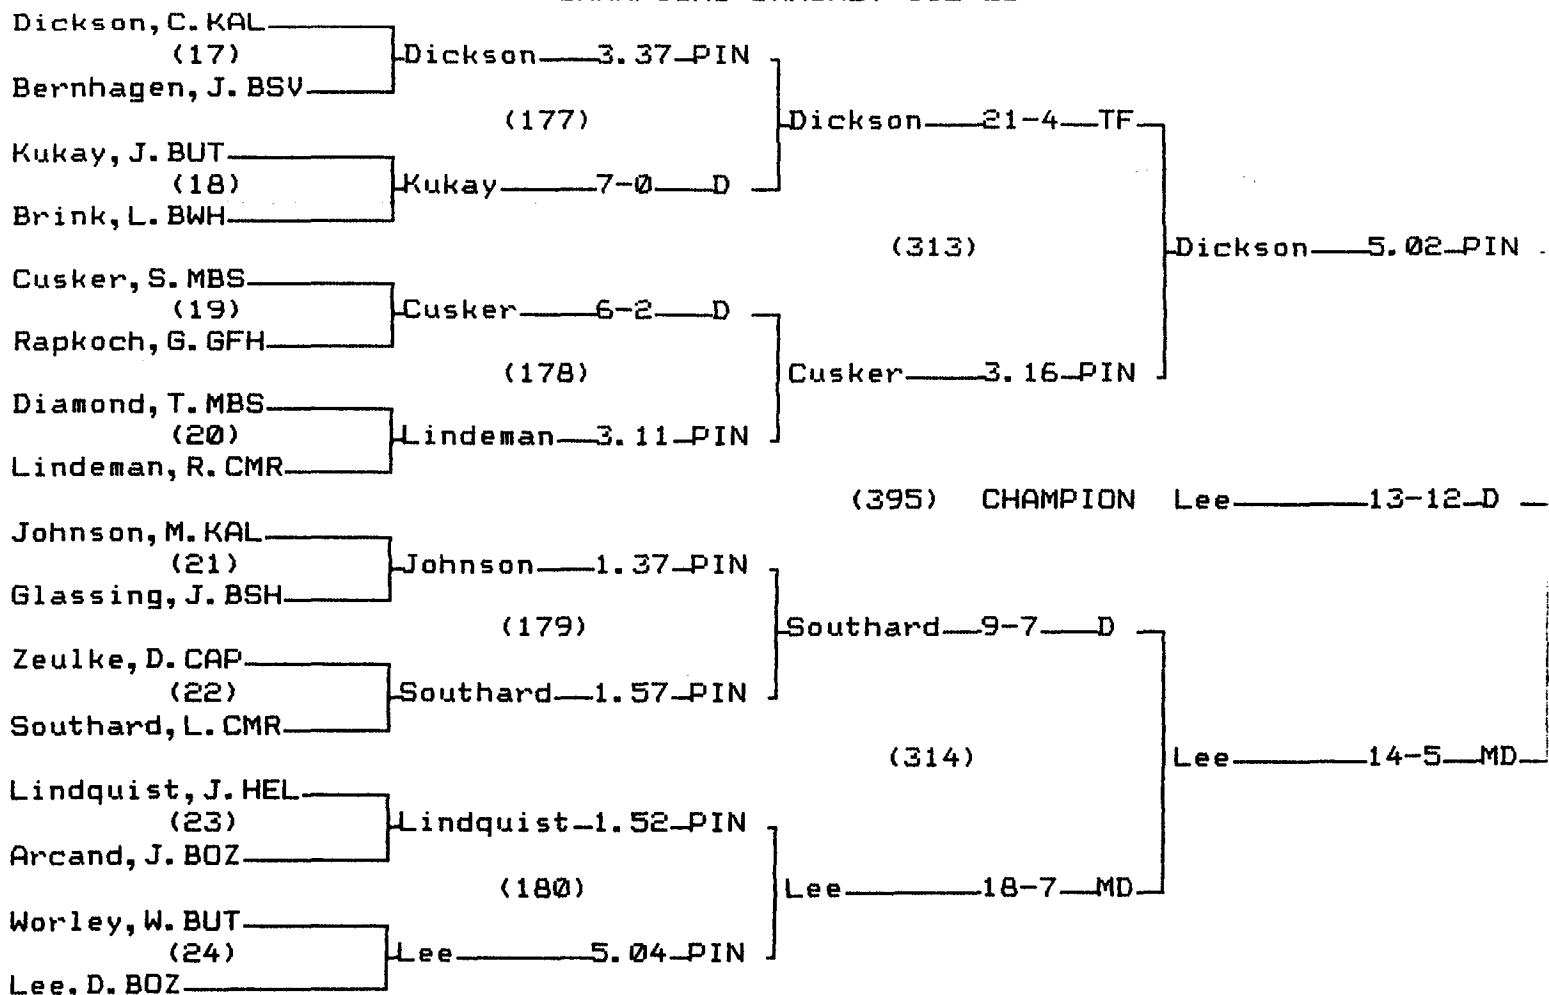 Dickson, C. KAL
(17) Dickson 3.37 PIN
Bernhagen, J. BSV
(177) Dickson 21-4 TF
Kukay, J. BUT
(18) Kukay 7-0 D
Brink, L. BWH
(313) Dickson 5.02 PIN
Cusker, S. MBS
(19) Cusker 6-2 D
Rapkoch, G. GFH
(178) Cusker 3.16 PIN
Diamond, T. MBS
(20) Lindeman 3.11 PIN
Lindeman, R. CMR
(395) CHAMPION Lee 13-12 D
Johnson, M. KAL
(21) Johnson 1.37 PIN
Glassing, J. BSH
(179) Southard 9-7 D
Zeulke, D. CAP
(22) Southard 1.57 PIN
Southard, L. CMR
(314) Lee 14-5 MD
Lindquist, J. HEL
(23) Lindquist 1.52 PIN
Arcand, J. BOZ
(180) Lee 18-7 MD
Worley, W. BUT
(24) Lee 5.04 PIN
Lee, D. BOZ